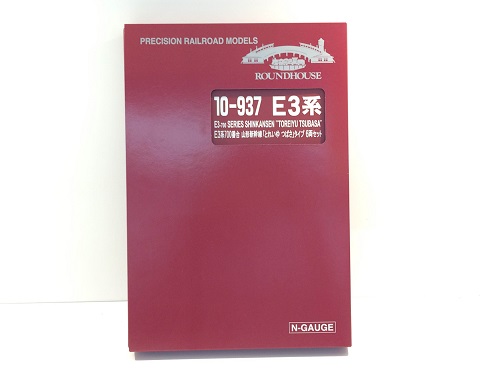 PRECISION RAILROAD MODELS
ROUNDHOUSE
10-937 E3系
E3-700 SERIES SHINKANSEN "TOREIYU TSUBASA"
E3系700番台 山形新幹線「とれいゆ つばさ」タイプ 6両セット
N-GAUGE